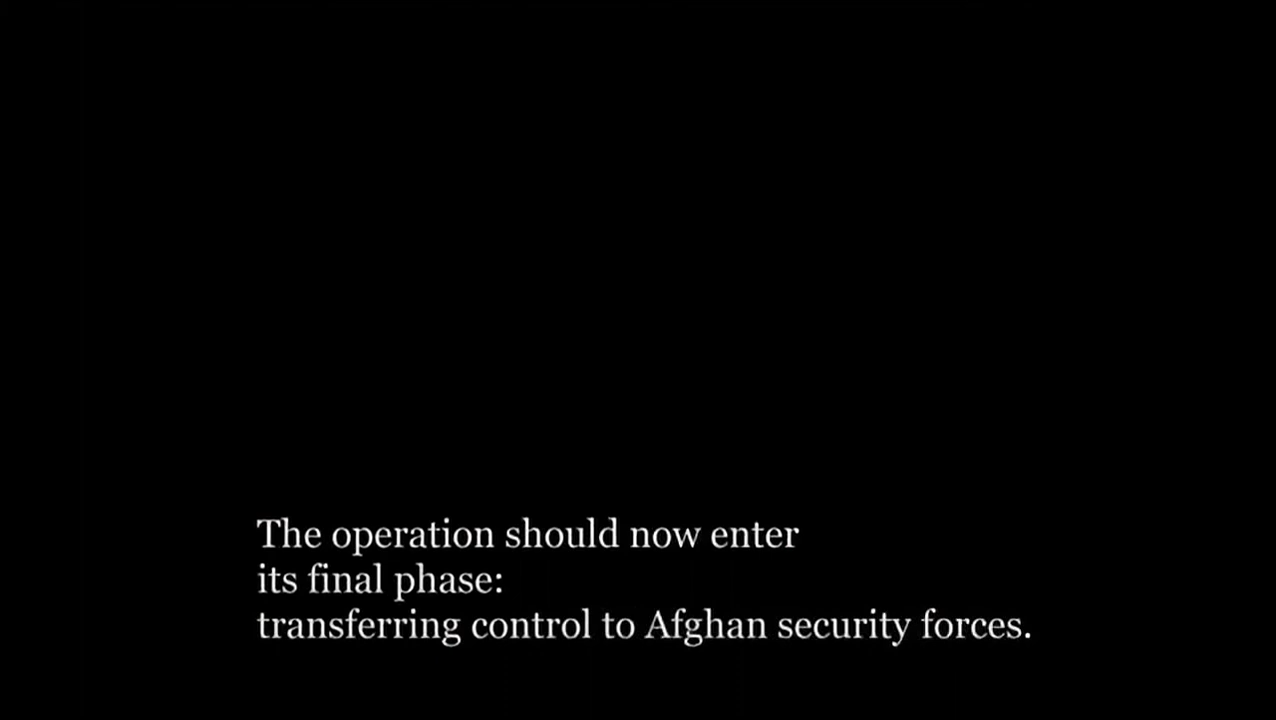 The operation should now enter
its final phase:
transferring control to Afghan security forces.